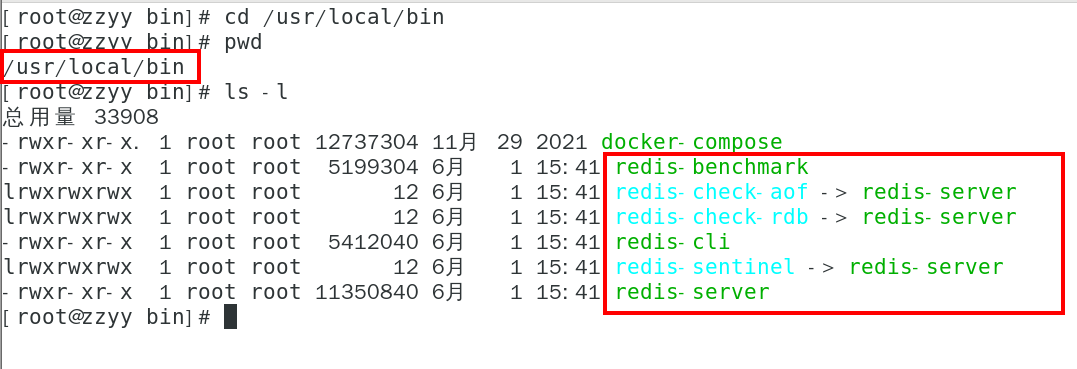 [root@zzyy bin]# cd /usr/local/bin
[root@zzyy bin]# pwd
/usr/local/bin
[root@zzyy bin]# ls -l
总用量 33908
-rwxr-xr-x. 1 root root 12737304 11月 29 2021 docker-compose
-rwxr-xr-x 1 root root 5199304 6月 1 15:41 redis-benchmark
lrwxrwxrwx 1 root root 12 6月 1 15:41 redis-check-aof -> redis-server
lrwxrwxrwx 1 root root 12 6月 1 15:41 redis-check-rdb -> redis-server
-rwxr-xr-x 1 root root 5412040 6月 1 15:41 redis-cli
lrwxrwxrwx 1 root root 12 6月 1 15:41 redis-sentinel -> redis-server
-rwxr-xr-x 1 root root 11350840 6月 1 15:41 redis-server
[root@zzyy bin]#